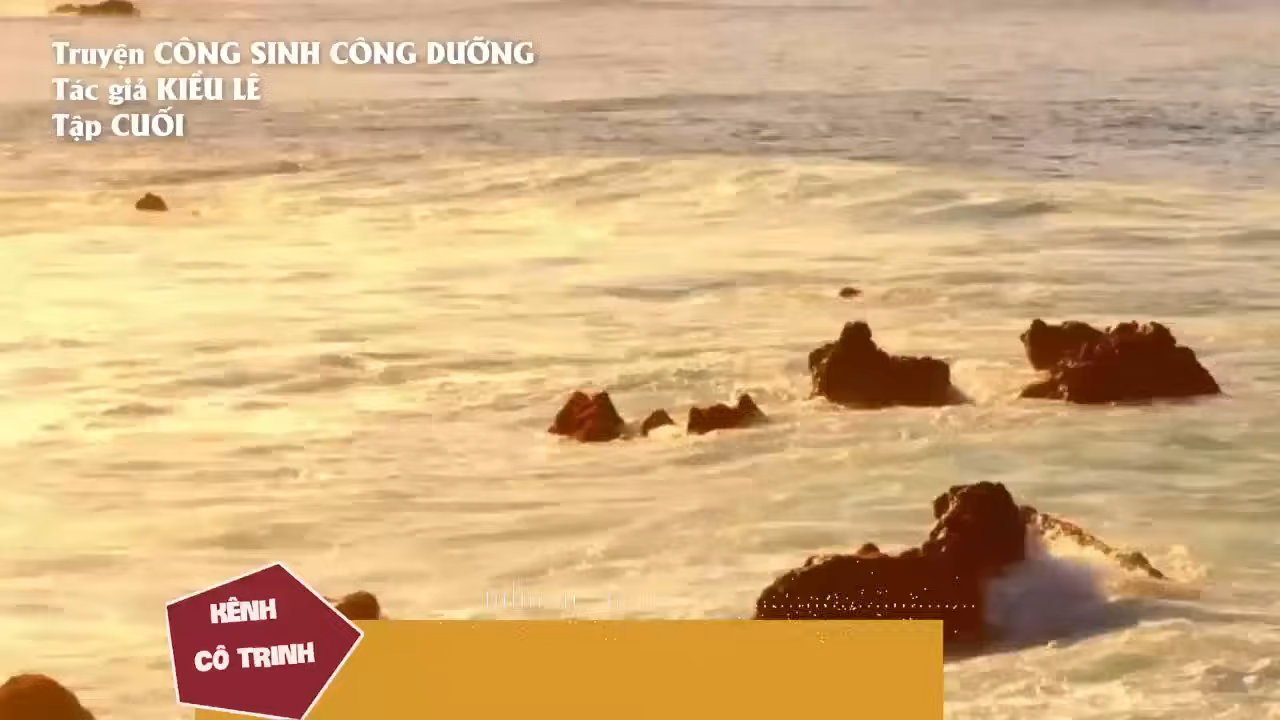 Truyện CÔNG SINH CÔNG DƯỠNG
Tác giả KIỀU LÊ
Tập CUỐI
KÊNH
CÔ TRINH